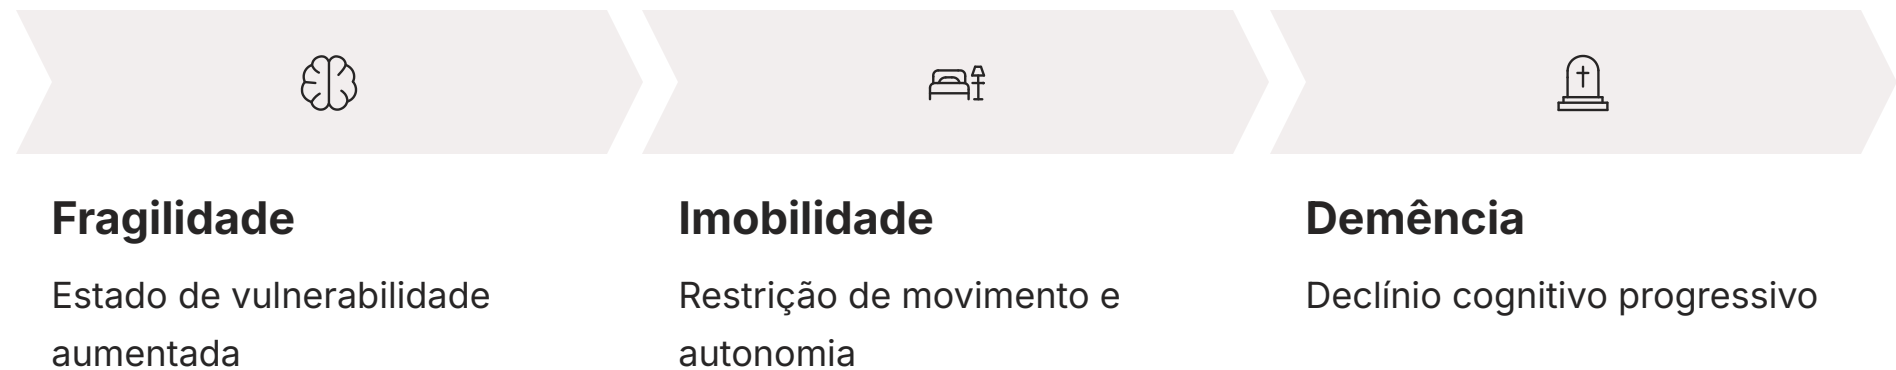 Fragilidade
Estado de vulnerabilidade
aumentada
Imobilidade
Restrição de movimento e
autonomia
Demência
Declínio cognitivo progressivo